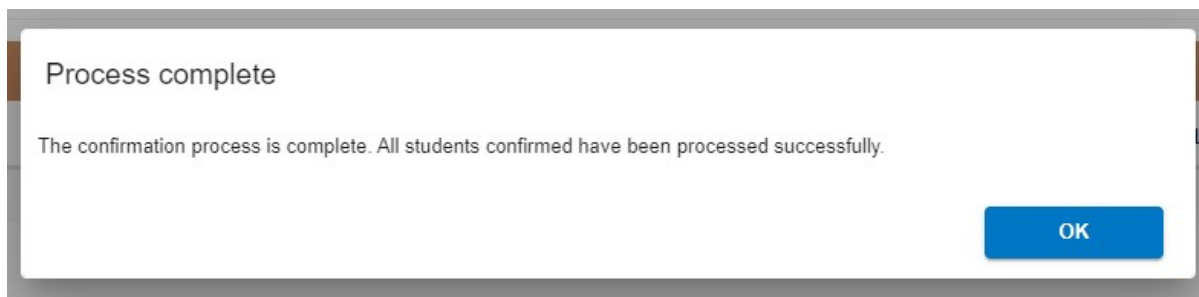 Process complete
The confirmation process is complete. All students confirmed have been processed successfully.
OK